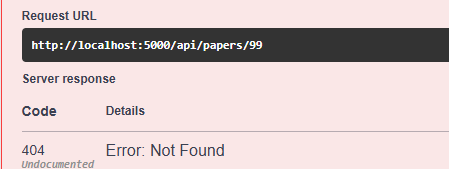 Request URL
http://localhost:5000/api/papers/99
Server response
Code Details
404 Error: Not Found
Undocumented